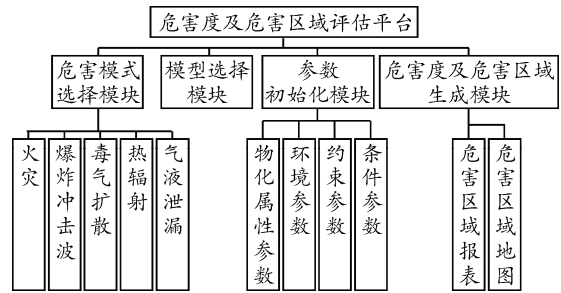 危害度及危害区域评估平台
危害模式
选择模块
模型选择
模块
参数
初始化模块
危害度及危害区域
生成模块
火灾
爆炸冲击波
毒气扩散
热辐射
气液泄漏
物化属性参数
环境参数
约束参数
条件参数
危害区域报表
危害区域地图